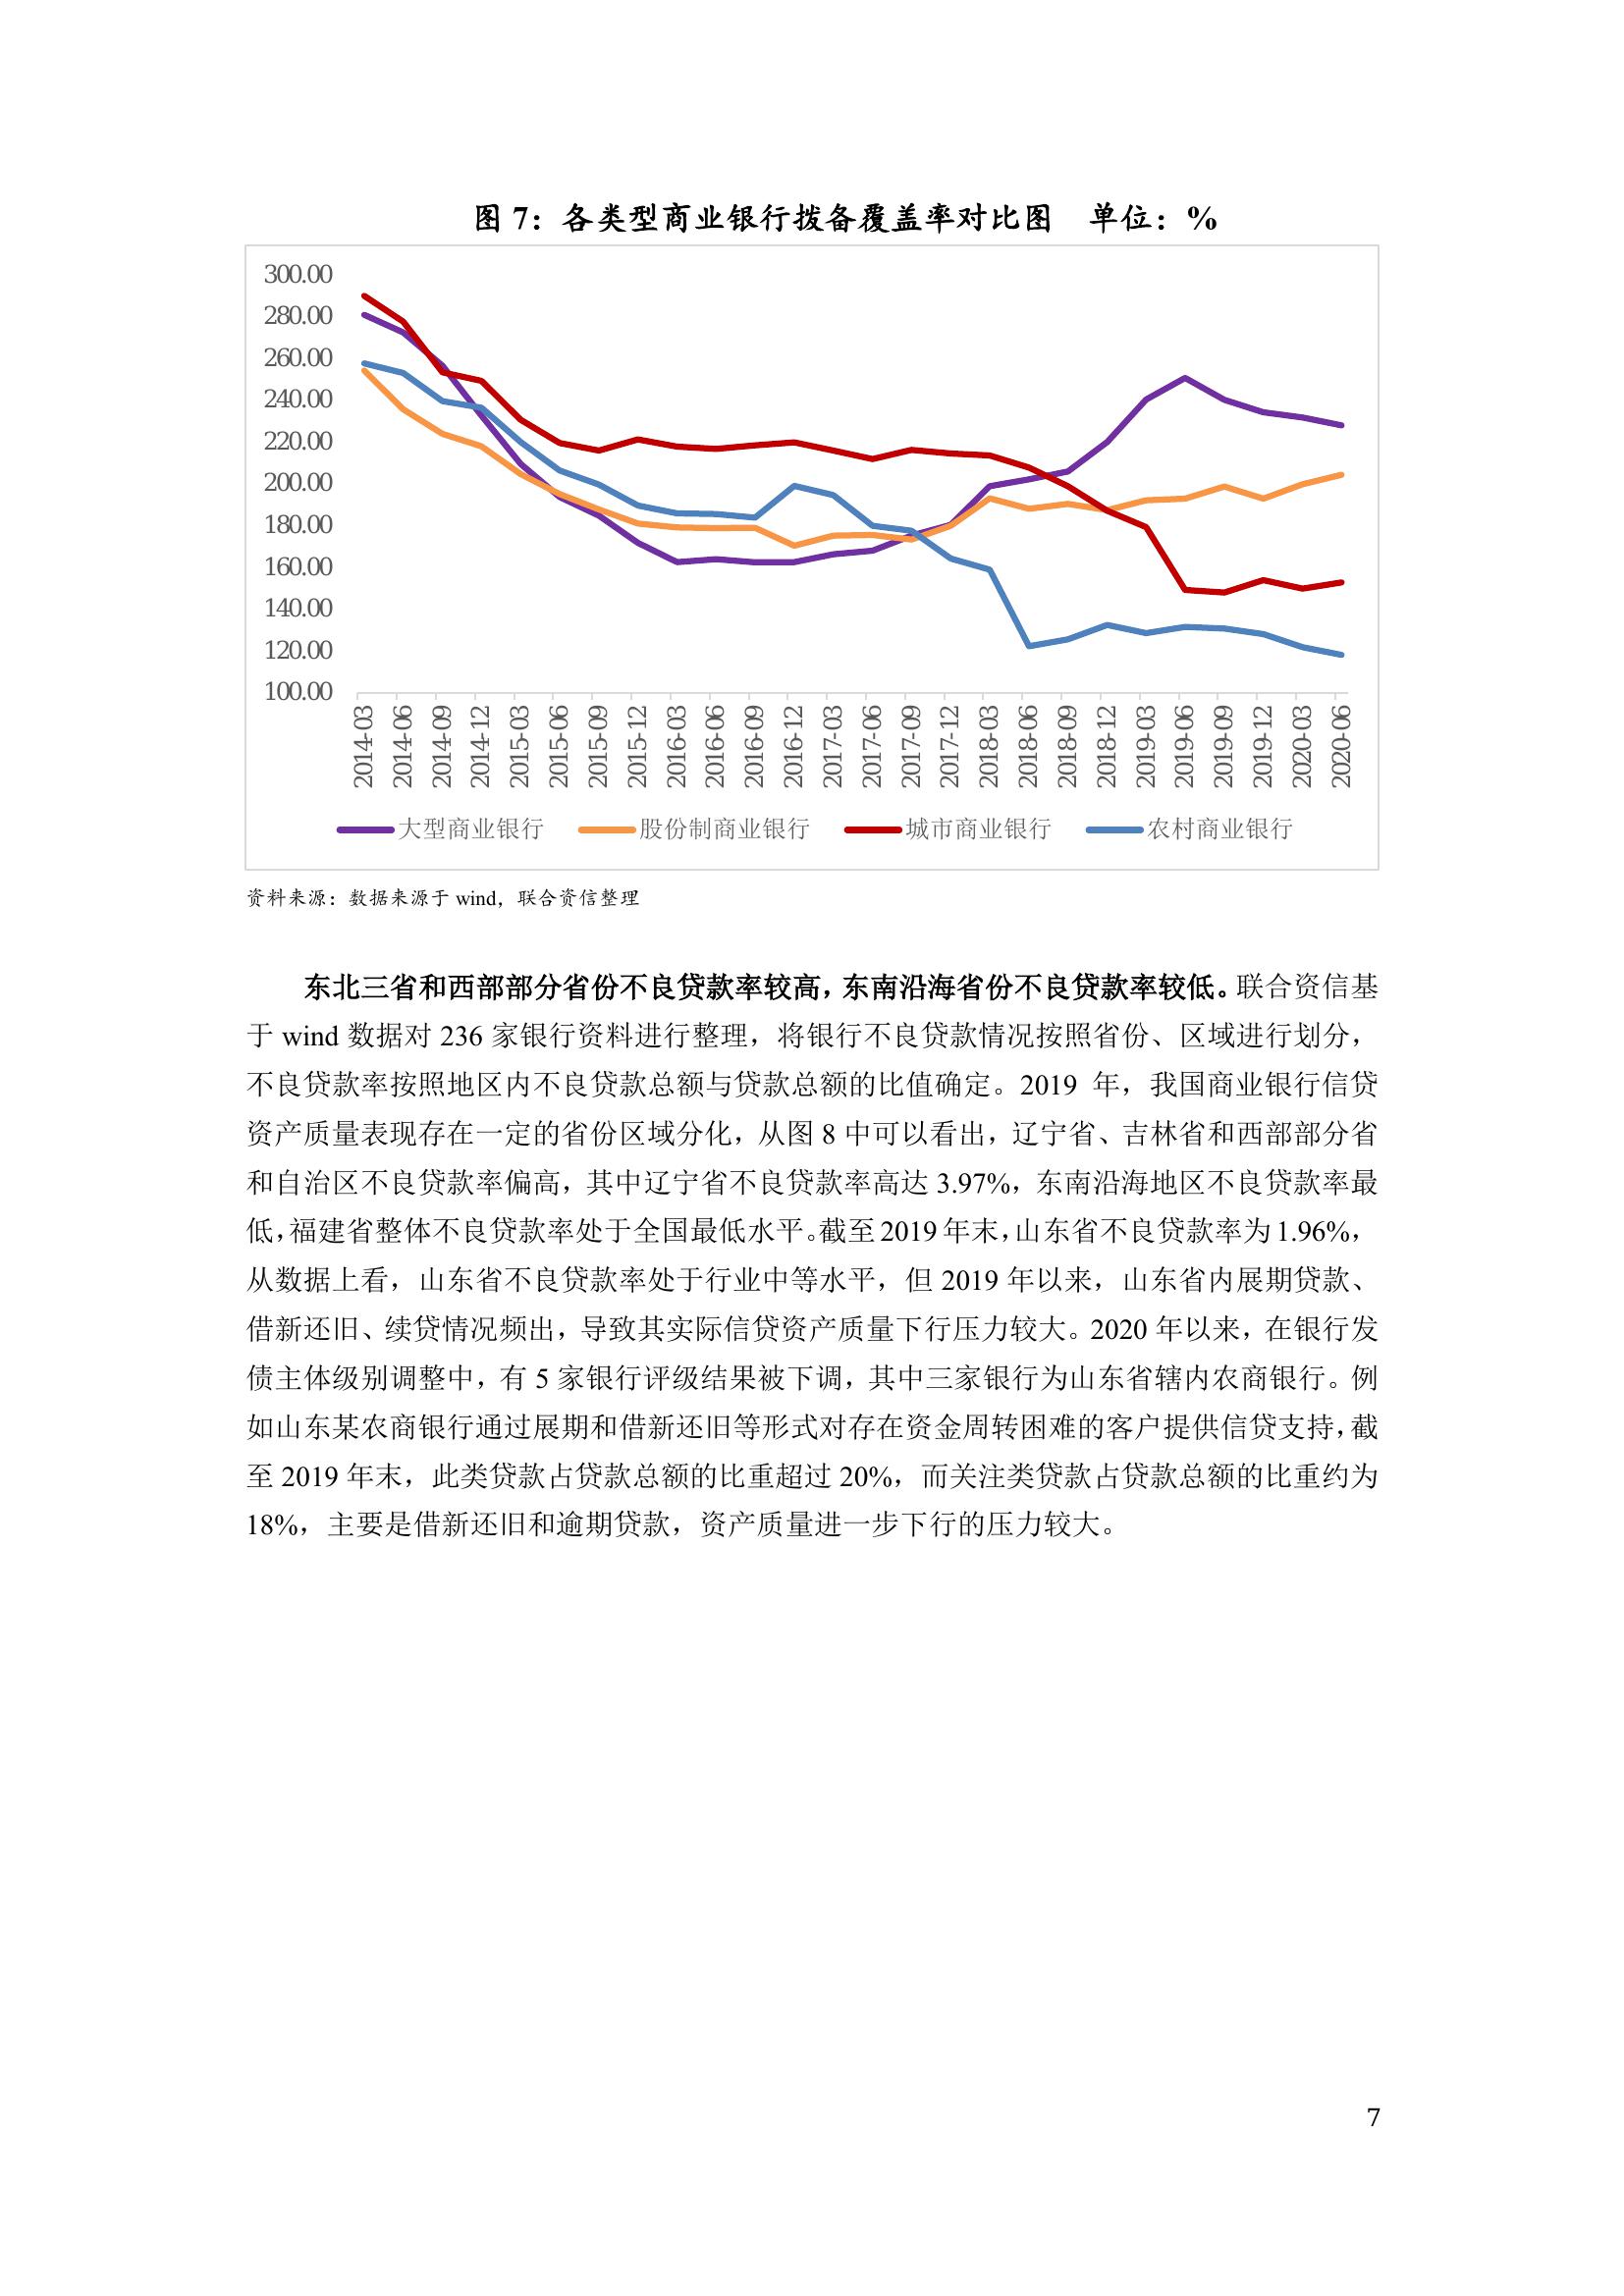 图 7：各类型商业银行拨备覆盖率对比图 单位：%
300.00
280.00
260.00
240.00
220.00
200.00
180.00
160.00
140.00
120.00
100.00
2014-03
2014-06
2014-09
2014-12
2015-03
2015-06
2015-09
2015-12
2016-03
2016-06
2016-09
2016-12
2017-03
2017-06
2017-09
2017-12
2018-03
2018-06
2018-09
2018-12
2019-03
2019-06
2019-09
2019-12
2020-03
2020-06
大型商业银行 股份制商业银行 城市商业银行 农村商业银行
资料来源：数据来源于 wind，联合资信整理
东北三省和西部部分省份不良贷款率较高，东南沿海省份不良贷款率较低。联合资信基
于 wind 数据对 236 家银行资料进行整理，将银行不良贷款情况按照省份、区域进行划分，
不良贷款率按照地区内不良贷款总额与贷款总额的比值确定。2019 年，我国商业银行信贷
资产质量表现存在一定的省份区域分化，从图 8 中可以看出，辽宁省、吉林省和西部部分省
和自治区不良贷款率偏高，其中辽宁省不良贷款率高达 3.97%，东南沿海地区不良贷款率最
低，福建省整体不良贷款率处于全国最低水平。截至 2019 年末，山东省不良贷款率为 1.96%，
从数据上看，山东省不良贷款率处于行业中等水平，但 2019 年以来，山东省内展期贷款、
借新还旧、续贷情况频出，导致其实际信贷资产质量下行压力较大。2020 年以来，在银行发
债主体级别调整中，有 5 家银行评级结果被下调，其中三家银行为山东省辖内农商银行。例
如山东某农商银行通过展期和借新还旧等形式对存在资金周转困难的客户提供信贷支持，截
至 2019 年末，此类贷款占贷款总额的比重超过 20%，而关注类贷款占贷款总额的比重约为
18%，主要是借新还旧和逾期贷款，资产质量进一步下行的压力较大。
7